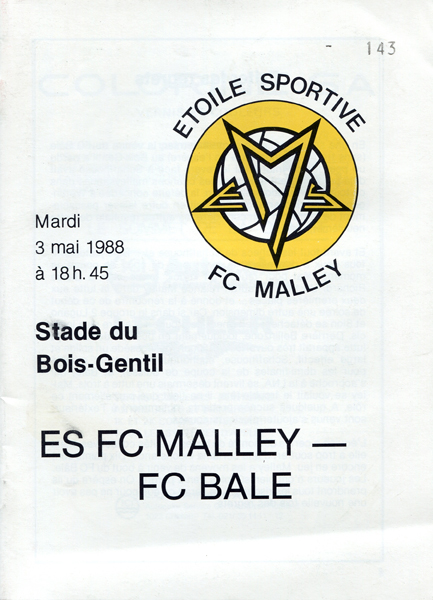 - 143
ETOILE SPORTIVE
FC MALLEY
Mardi
3 mai 1988
à 18 h. 45
Stade du
Bois-Gentil
ES FC MALLEY —
FC BALE